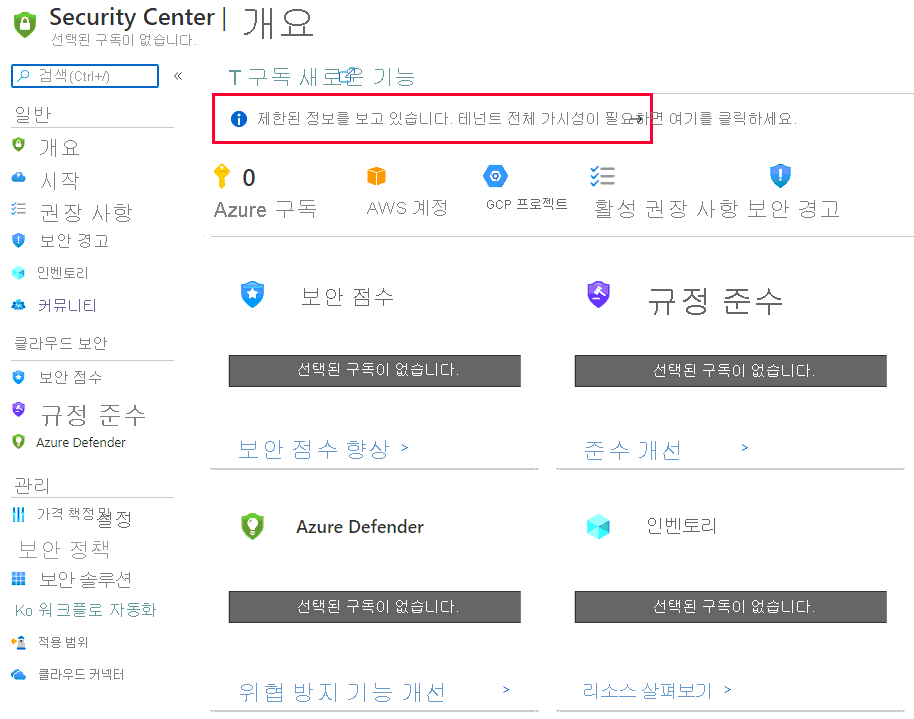 Security Center | 개요
선택된 구독이 없습니다.
검색(Ctrl+/)
«
일반
개요
시작
권장 사항
보안 경고
인벤토리
커뮤니티
클라우드 보안
보안 점수
규정 준수
Azure Defender
관리
가격 책정 및 설정
보안 정책
보안 솔루션
Ko 워크플로 자동화
적용 범위
클라우드 커넥터
T 구독 새로운 기능
제한된 정보를 보고 있습니다. 테넌트 전체 가시성이 필요하면 여기를 클릭하세요.
0
Azure 구독
AWS 계정
GCP 프로젝트
활성 권장 사항
보안 경고
보안 점수
선택된 구독이 없습니다.
보안 점수 향상 >
규정 준수
선택된 구독이 없습니다.
준수 개선 >
Azure Defender
선택된 구독이 없습니다.
위협 방지 기능 개선 >
인벤토리
선택된 구독이 없습니다.
리소스 살펴보기 >